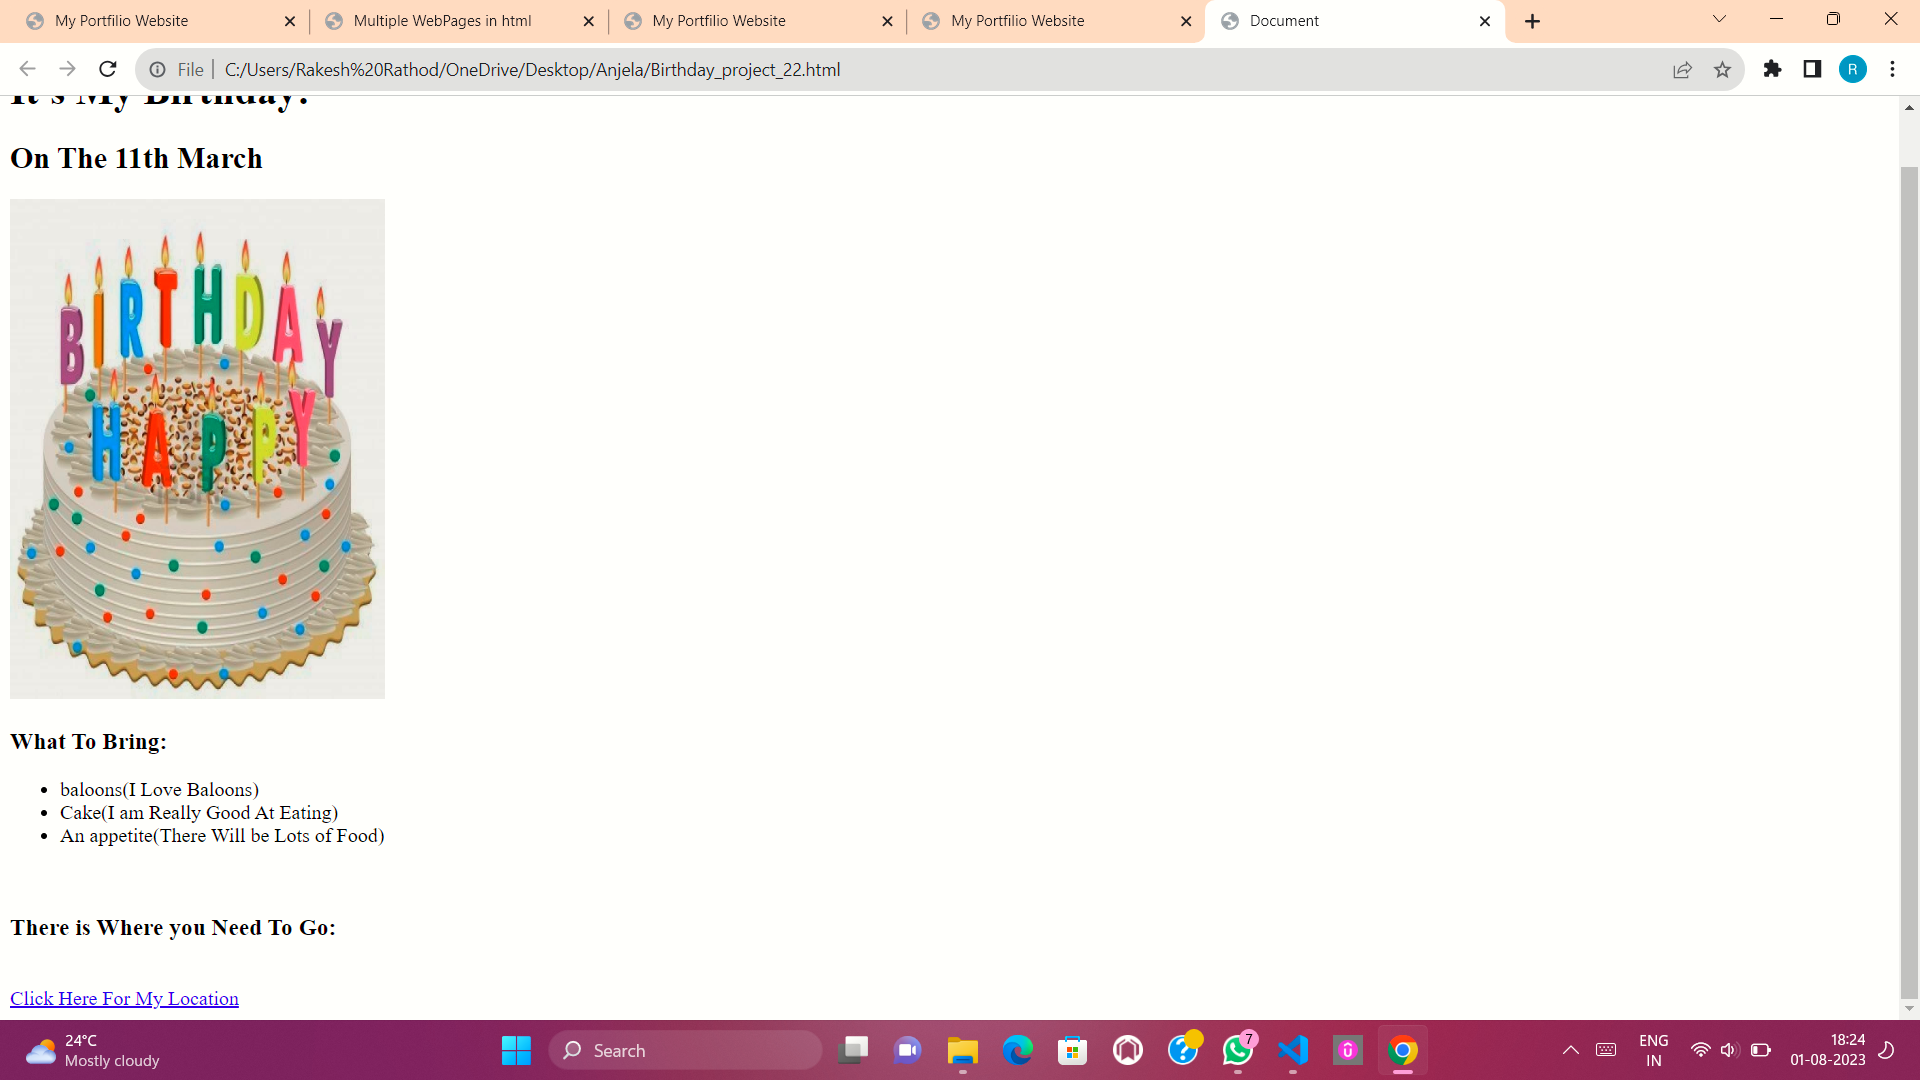 My Portfilio Website
Multiple WebPages in html
My Portfilio Website
My Portfilio Website
Document
File
C:/Users/Rakesh%20Rathod/OneDrive/Desktop/Anjela/Birthday_project_22.html
R
It's My Birthday!
On The 11th March
BIRTHDAY
HAPPY
What To Bring:
baloons(I Love Baloons)
Cake(I am Really Good At Eating)
An appetite(There Will be Lots of Food)
There is Where you Need To Go:
Click Here For My Location
24°C
Mostly cloudy
Search
7
ENG
IN
18:24
01-08-2023